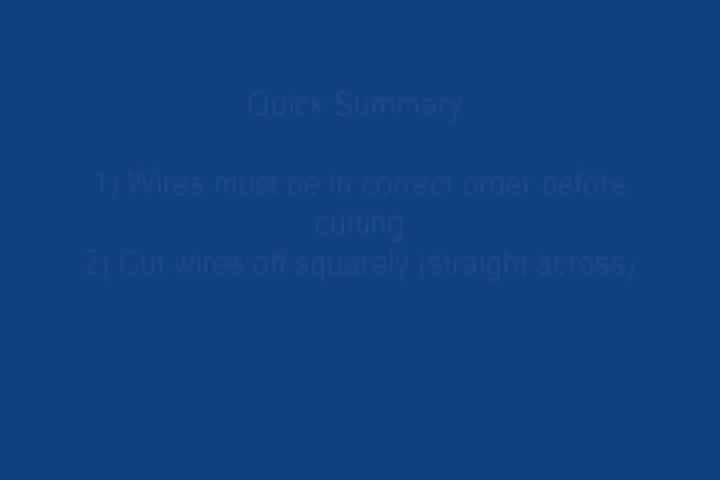 Quick Summary
1) Wires must be in correct order before
cutting
2) Cut wires off squarely (straight across)